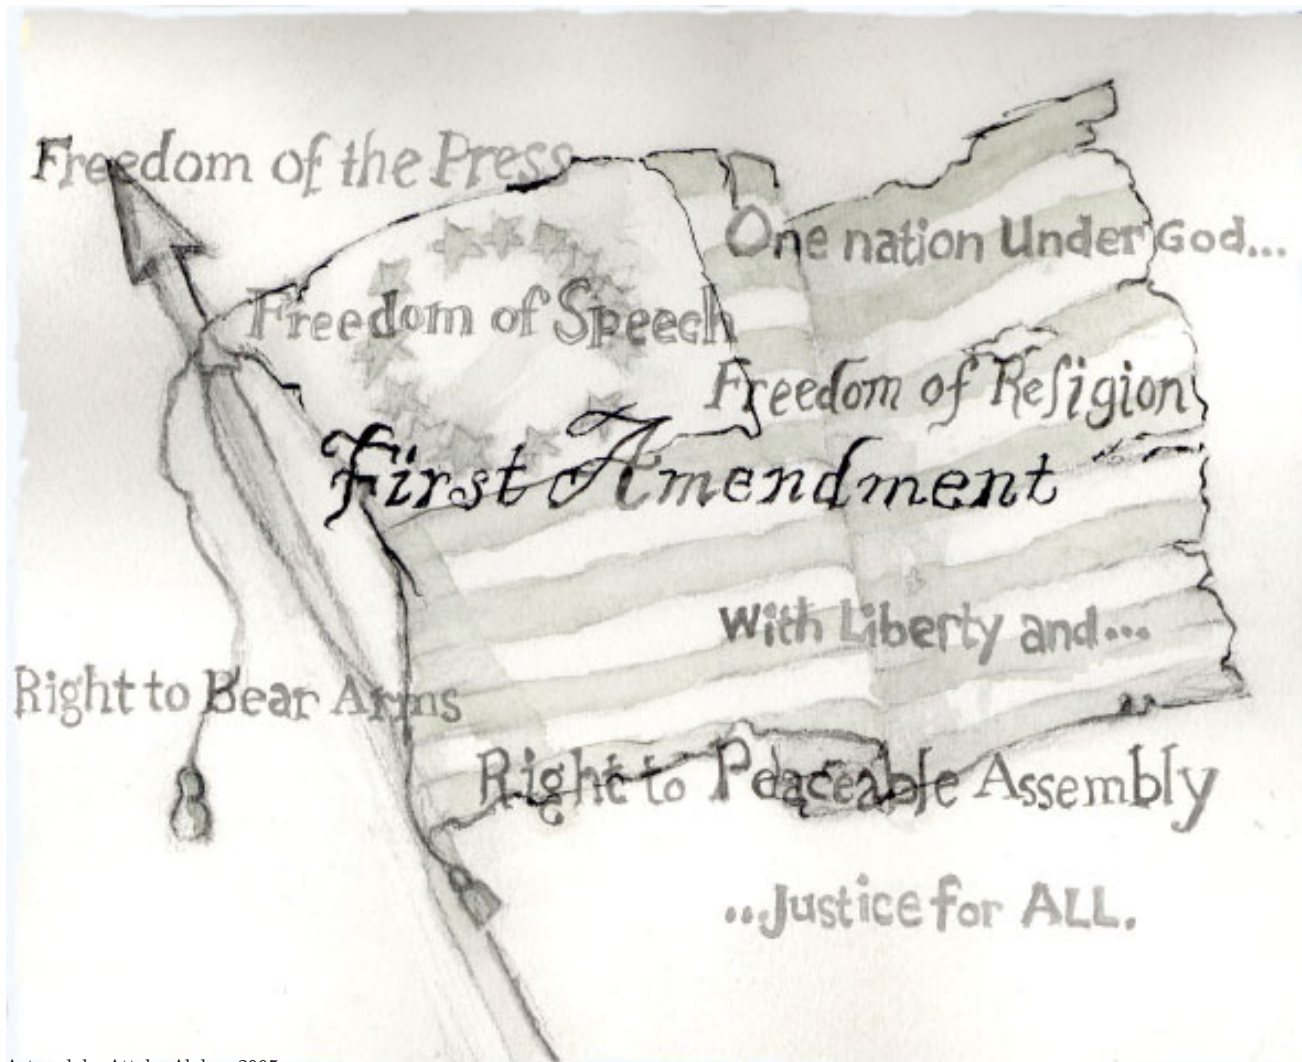 Freedom of the Press
One nation Under God...
Freedom of Speech
Freedom of Religion
First Amendment
With Liberty and...
Right to Bear Arms
Right to Peaceable Assembly
...Justice for ALL.